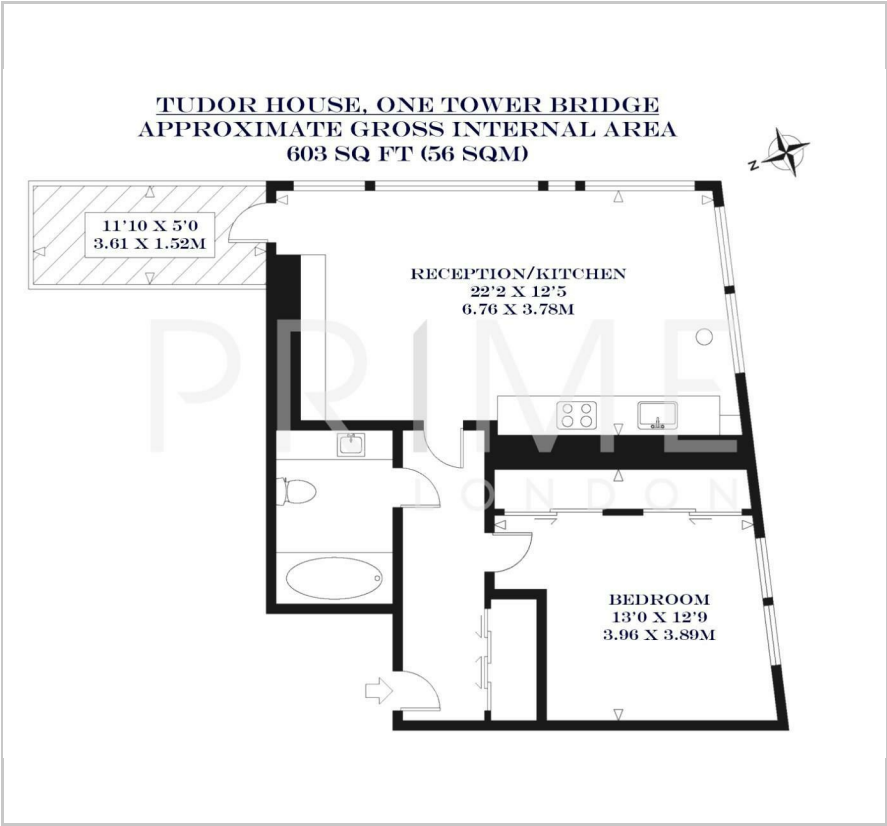 TUDOR HOUSE, ONE TOWER BRIDGE
APPROXIMATE GROSS INTERNAL AREA
603 SQ FT (56 SQM)
N
11'10 X 5'0
3.61 X 1.52M
RECEPTION/KITCHEN
22'2 X 12'5
6.76 X 3.78M
PRIME
LONDON
BEDROOM
13'0 X 12'9
3.96 X 3.89M